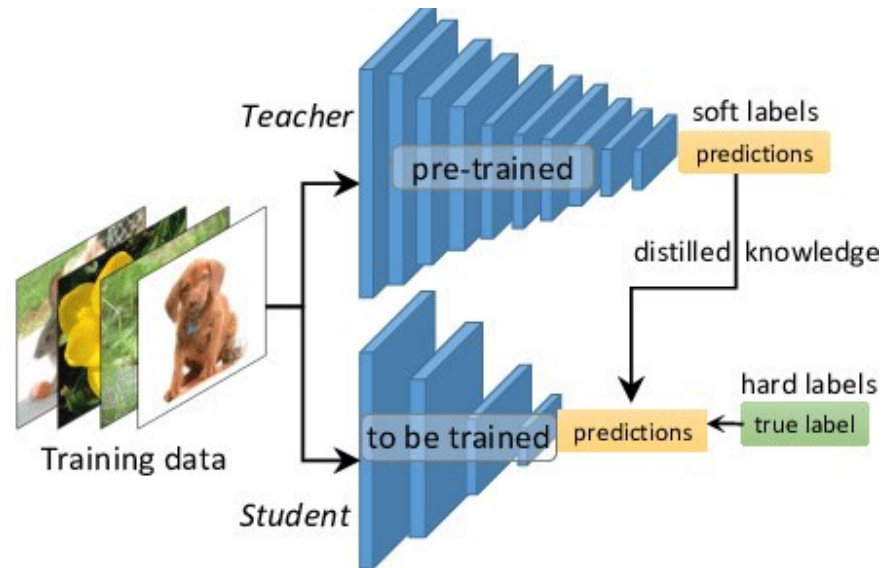 Teacher
soft labels
pre-trained
predictions
distilled knowledge
hard labels
to be trained
predictions
true label
Training data
Student